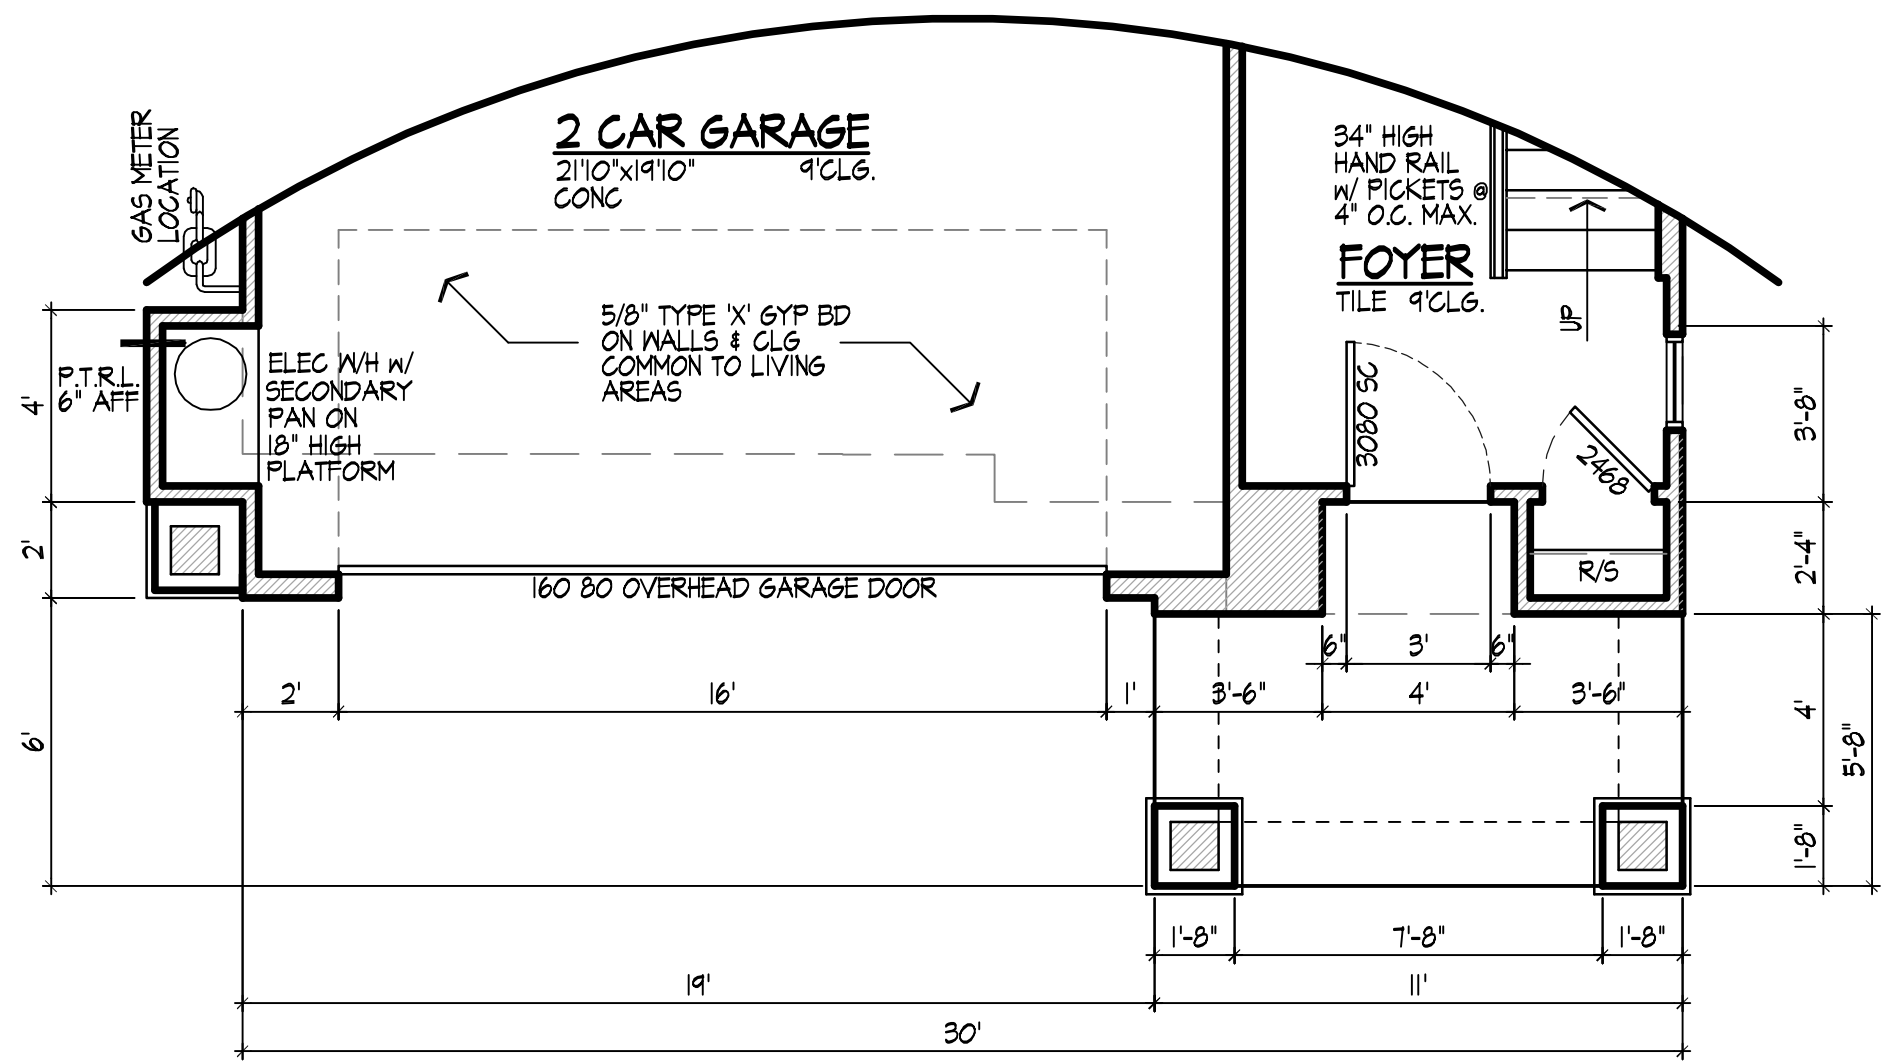 GAS METER
LOCATION
2 CAR GARAGE
21'10"x19'10" 9'CLG.
CONC
34" HIGH
HAND RAIL
W/ PICKETS @
4" O.C. MAX.
FOYER
TILE 9'CLG.
UP
5/8" TYPE 'X' GYP BD
ON WALLS & CLG
COMMON TO LIVING
AREAS
P.T.R.L.
6" AFF
ELEC W/H W/
SECONDARY
PAN ON
18" HIGH
PLATFORM
3080 SC
2468
R/S
160 80 OVERHEAD GARAGE DOOR
4'
2'
6'
3'-8"
2'-4"
4'
5'-8"
1'-8"
6" 3' 6"
2' 16' 1' 3'-6" 4' 3'-6"
1'-8" 7'-8" 1'-8"
19' 11'
30'